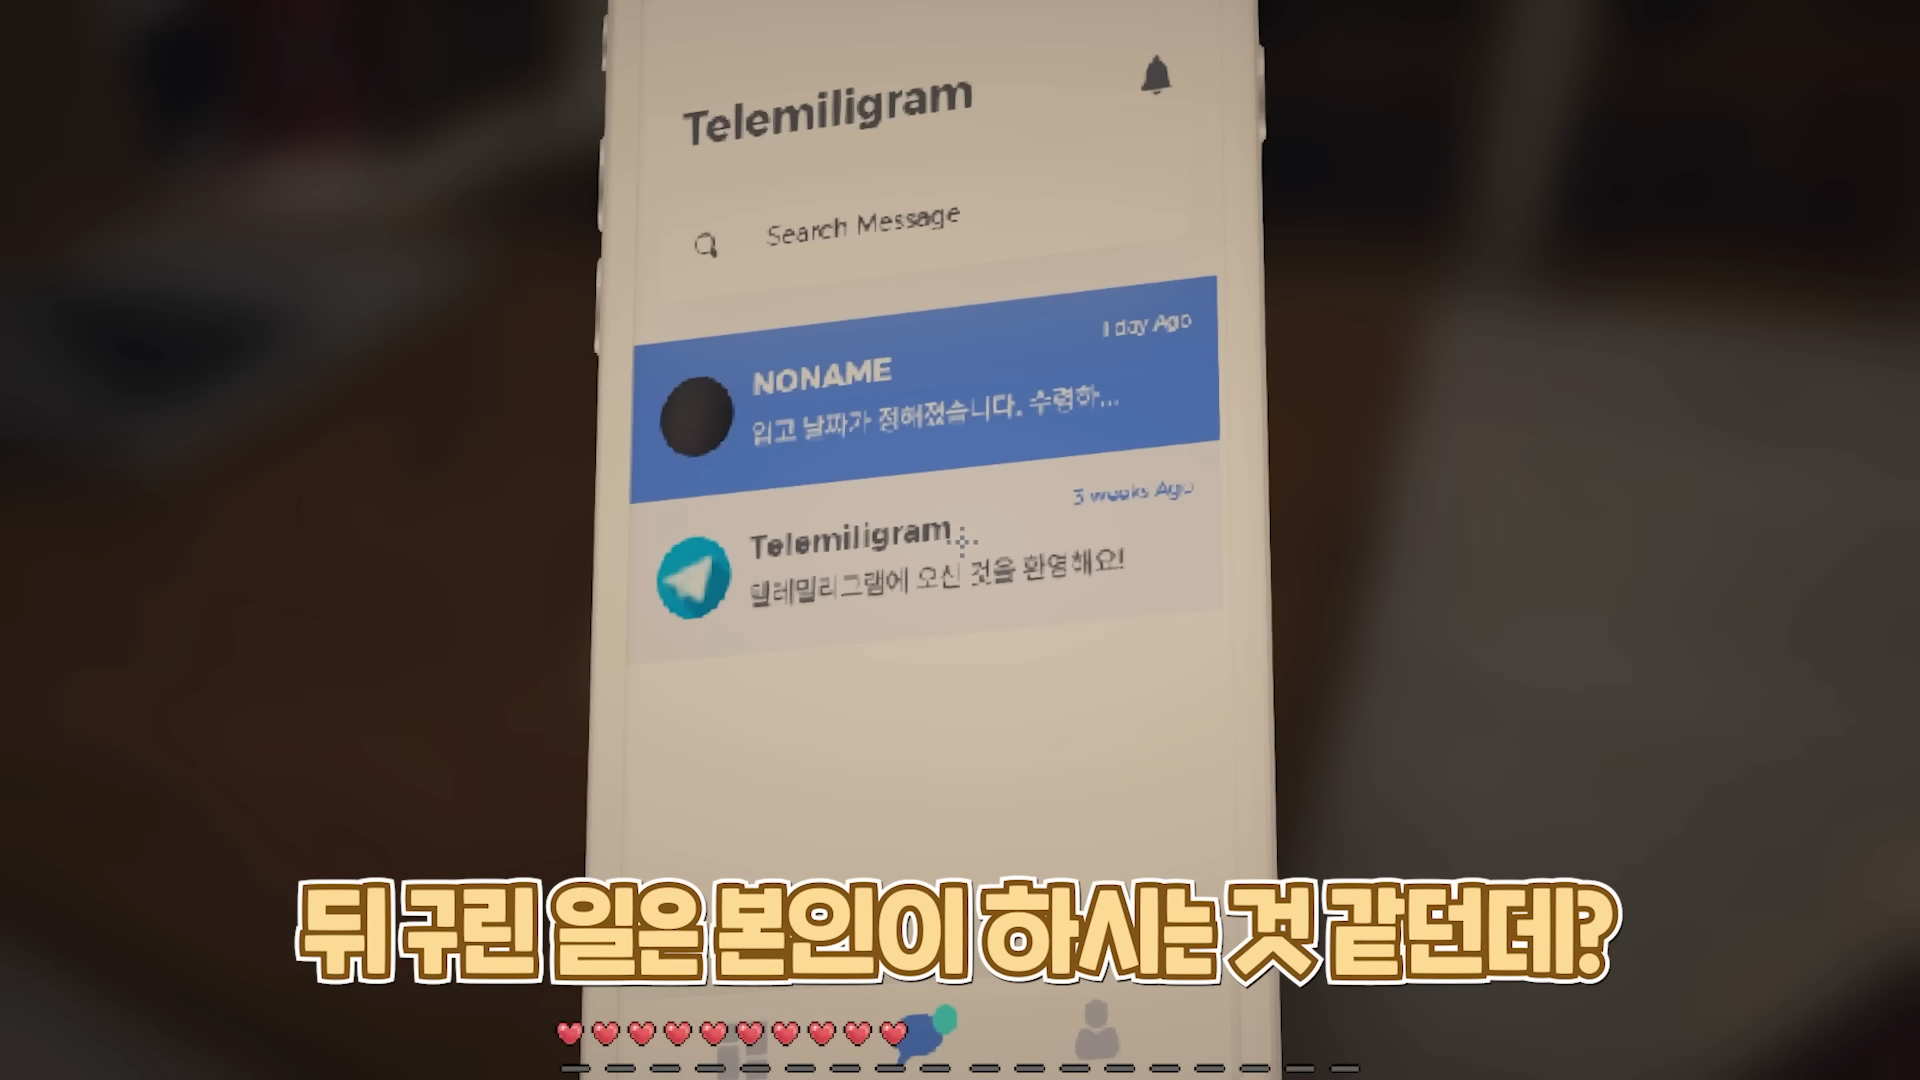 Telemiligram
Search Message
1 day Ago
NONAME
입고 날짜가 정해졌습니다. 수령하...
3 weeks Ago
Telemiligram
텔레밀리그램에 오신 것을 환영해요!
뒤 구린 일은 본인이 하시는 것 같던데?